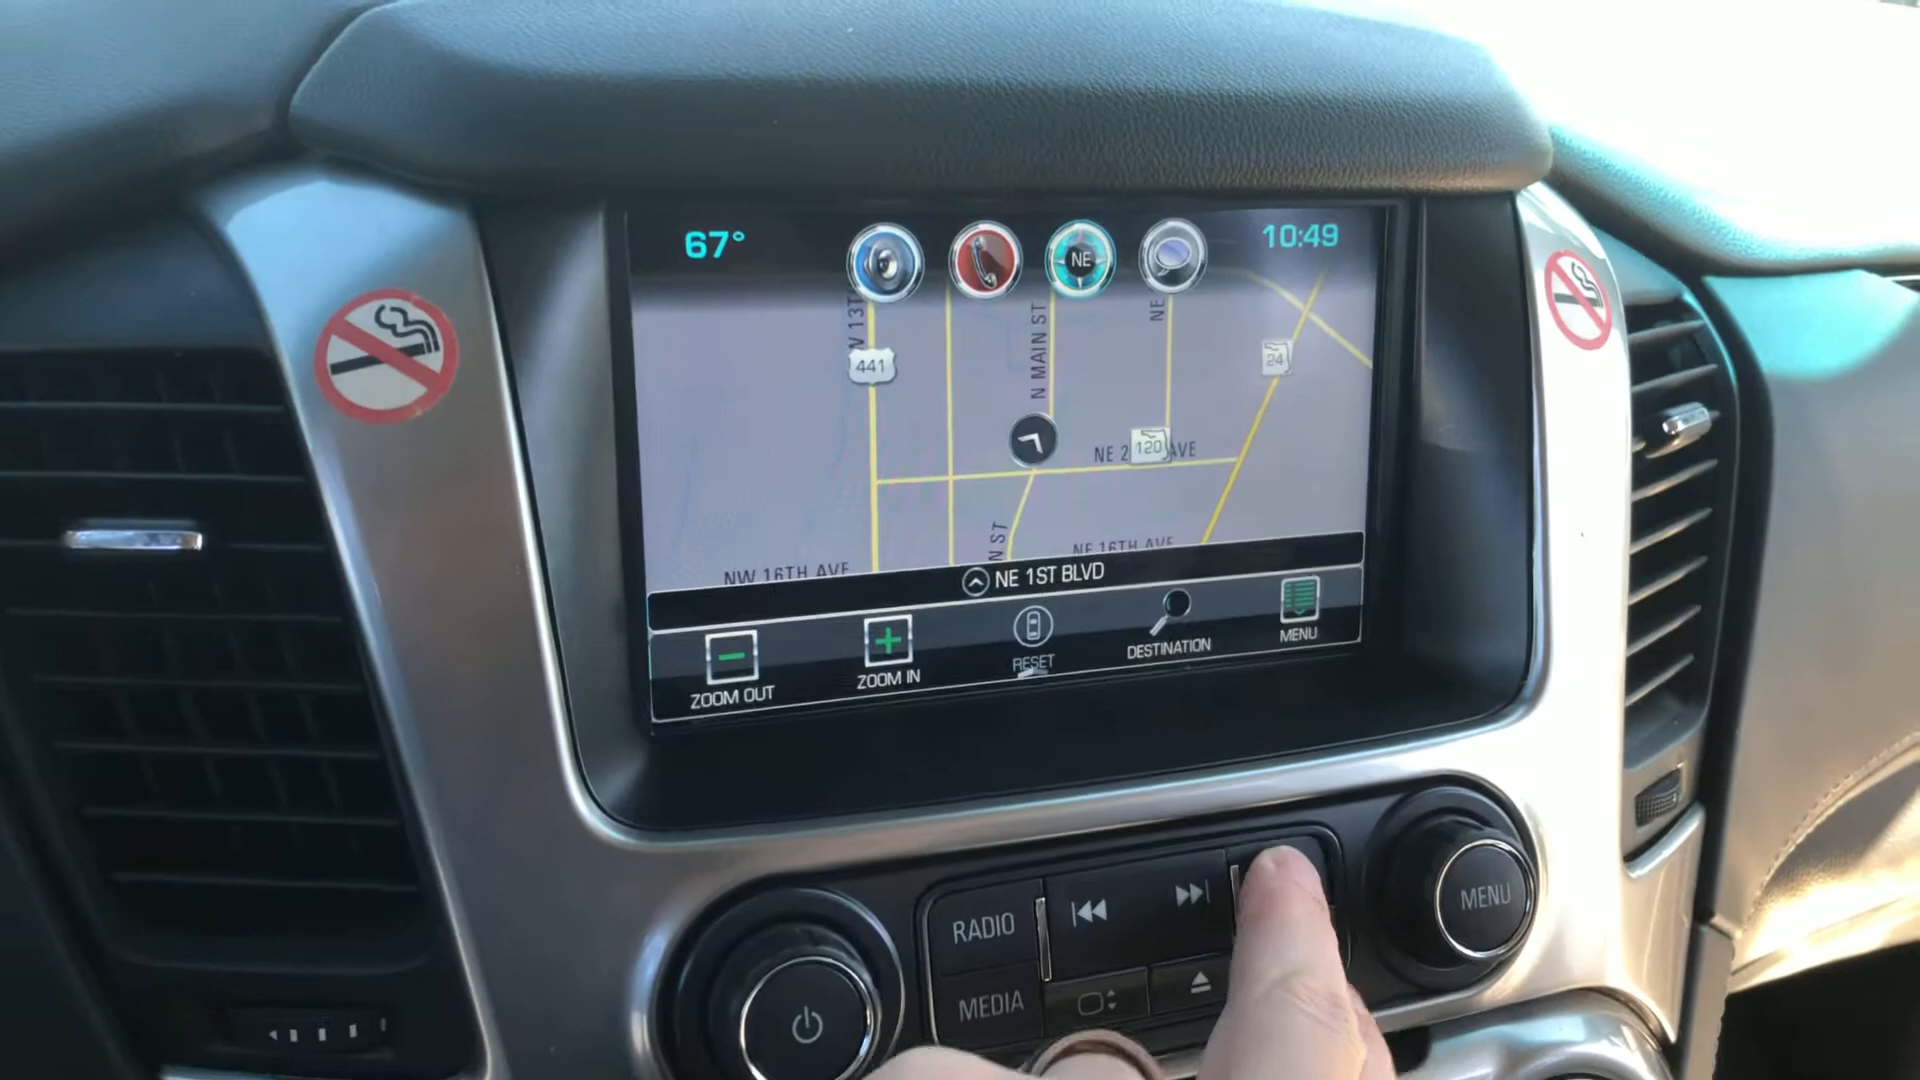 67°
NE
10:49
W 13T
N MAIN ST
NE
441
24
NE 2
120
AVE
N ST
NE 16TH AVE
NW 16TH AVE
NE 1ST BLVD
ZOOM OUT
ZOOM IN
RESET
DESTINATION
MENU
RADIO
MEDIA
MENU